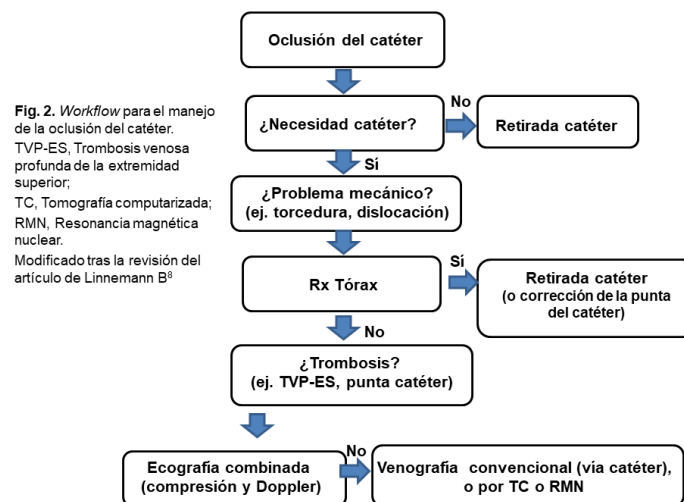 Oclusión del catéter
Fig. 2. Workflow para el manejo
de la oclusión del catéter.
TVP-ES, Trombosis venosa
profunda de la extremidad
superior;
TC, Tomografía computarizada;
RMN, Resonancia magnética
nuclear.
Modificado tras la revisión del
artículo de Linnemann B⁸
¿Necesidad catéter?
No
Retirada catéter
Sí
¿Problema mecánico?
(ej. torcedura, dislocación)
Rx Tórax
Sí
Retirada catéter
(o corrección de la punta
del catéter)
No
¿Trombosis?
(ej. TVP-ES, punta catéter)
Ecografía combinada
(compresión y Doppler)
No
Venografía convencional (vía catéter),
o por TC o RMN